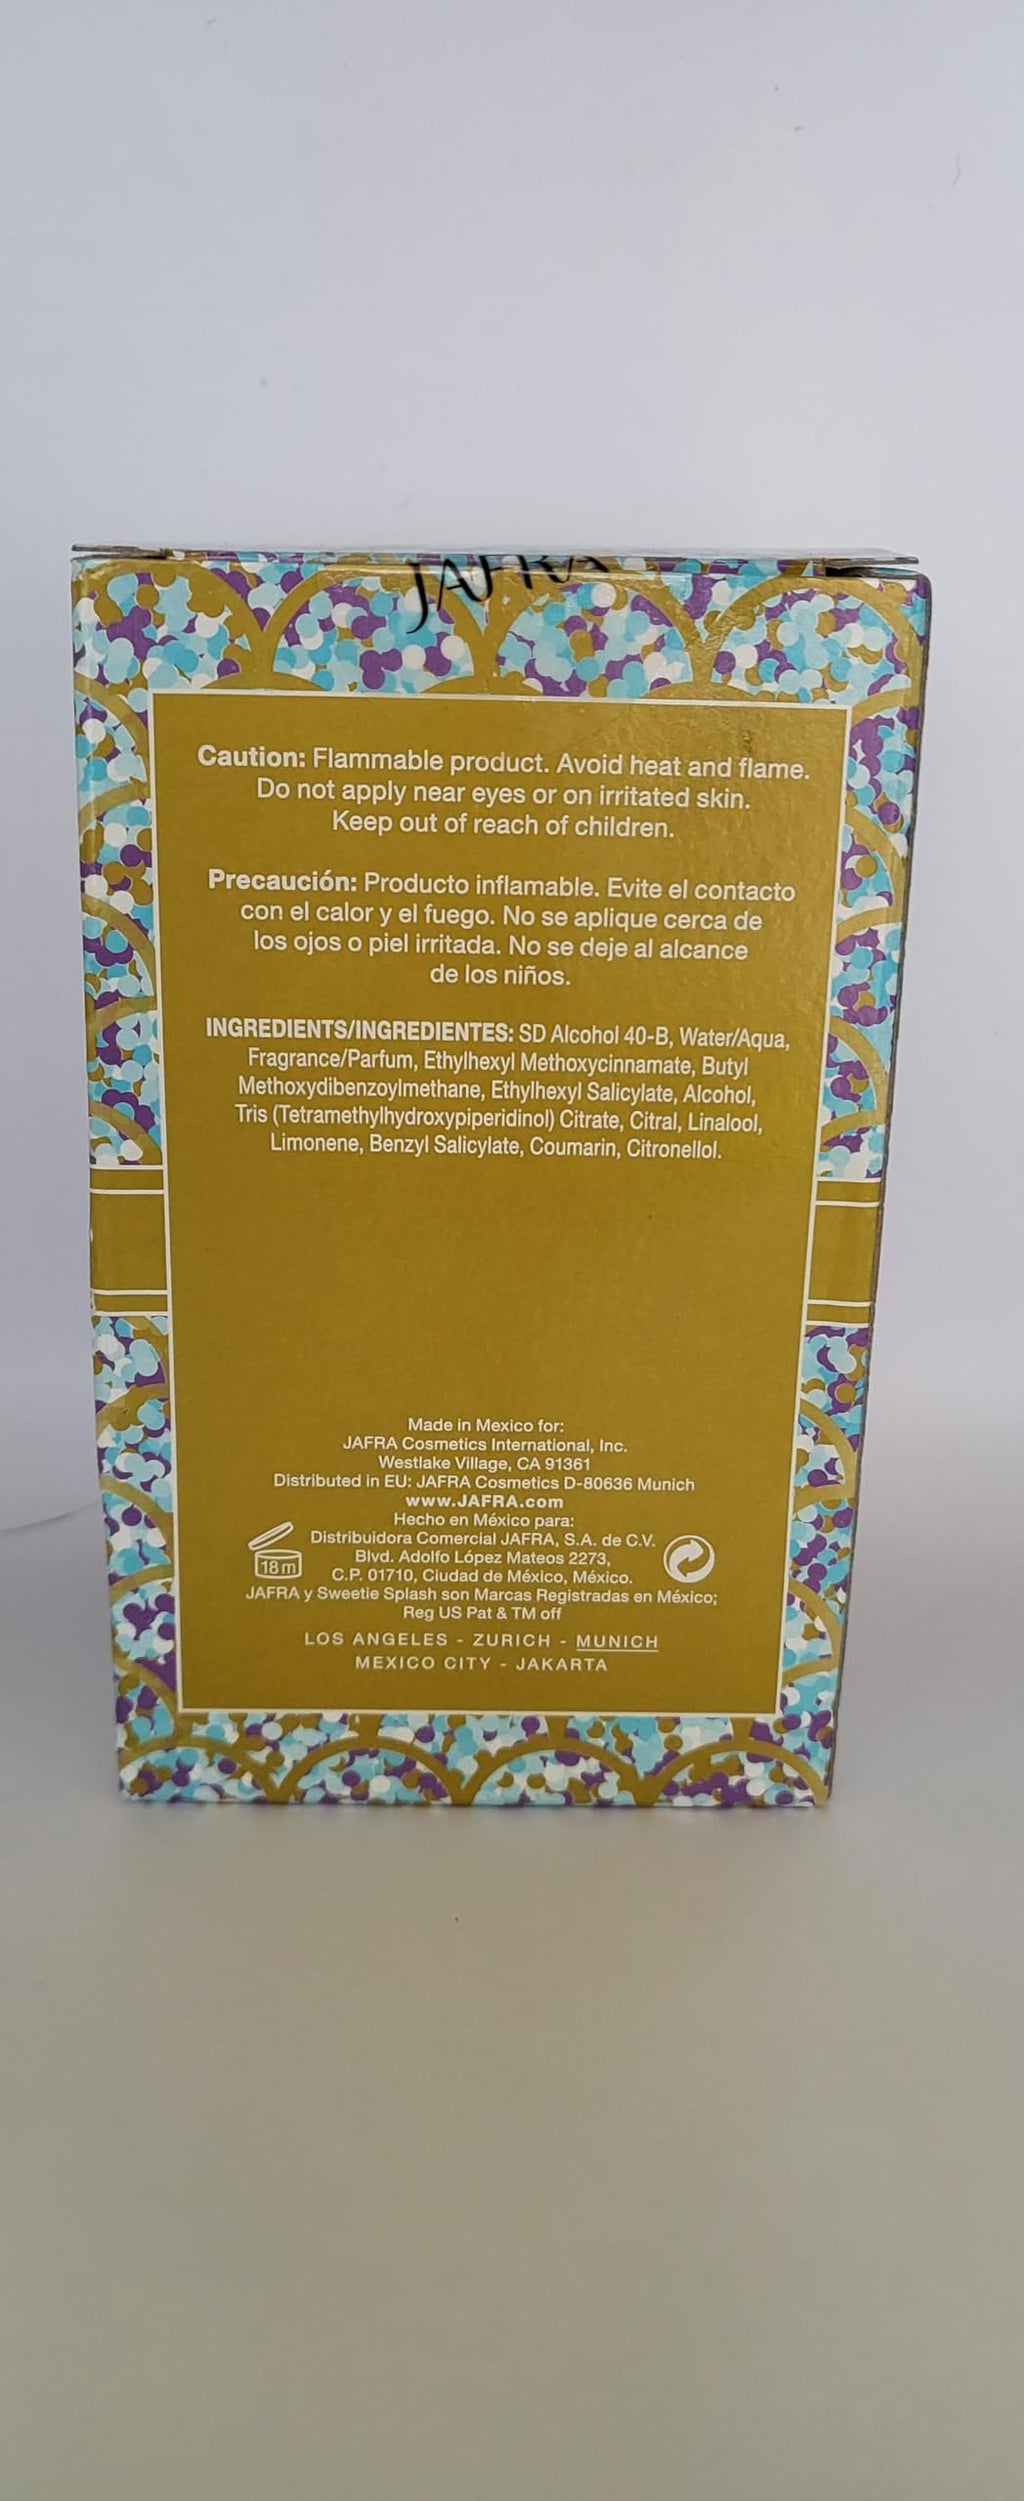 JAFRA
Caution: Flammable product. Avoid heat and flame.
Do not apply near eyes or on irritated skin.
Keep out of reach of children.
Precaución: Producto inflamable. Evite el contacto
con el calor y el fuego. No se aplique cerca de
los ojos o piel irritada. No se deje al alcance
de los niños.
INGREDIENTS/INGREDIENTES: SD Alcohol 40-B, Water/Aqua,
Fragrance/Parfum, Ethylhexyl Methoxycinnamate, Butyl
Methoxydibenzoylmethane, Ethylhexyl Salicylate, Alcohol,
Tris (Tetramethylhydroxypiperidinol) Citrate, Citral, Linalool,
Limonene, Benzyl Salicylate, Coumarin, Citronellol.
Made in Mexico for:
JAFRA Cosmetics International, Inc.
Westlake Village, CA 91361
Distributed in EU: JAFRA Cosmetics D-80636 Munich
www.JAFRA.com
Hecho en México para:
Distribuidora Comercial JAFRA, S.A. de C.V.
Blvd. Adolfo López Mateos 2273,
18 m
C.P. 01710, Ciudad de México, México.
JAFRA y Sweetie Splash son Marcas Registradas en México;
Reg US Pat & TM off
LOS ANGELES - ZURICH - MUNICH
MEXICO CITY - JAKARTA